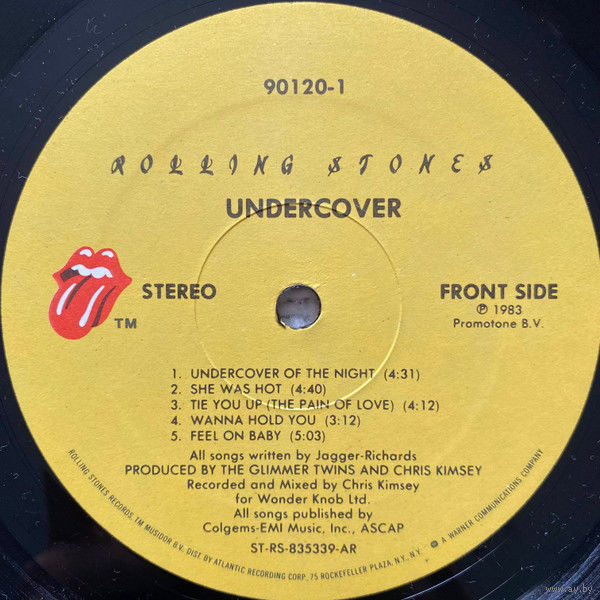 90120-1
ROLLING STONES
UNDERCOVER
STEREO
TM
FRONT SIDE
℗ 1983
Promotone B.V.
1. UNDERCOVER OF THE NIGHT (4:31)
2. SHE WAS HOT (4:40)
3. TIE YOU UP (THE PAIN OF LOVE) (4:12)
4. WANNA HOLD YOU (3:12)
5. FEEL ON BABY (5:03)
All songs written by Jagger-Richards
PRODUCED BY THE GLIMMER TWINS AND CHRIS KIMSEY
Recorded and Mixed by Chris Kimsey
for Wonder Knob Ltd.
All songs published by
Colgems-EMI Music, Inc., ASCAP
ST-RS-835339-AR
ROLLING STONES RECORDS, TM MUSIDOR B.V. DIST. BY ATLANTIC RECORDING CORP. 75 ROCKEFELLER PLAZA, N.Y. N.Y. A WARNER COMMUNICATIONS COMPANY
www.ay.by